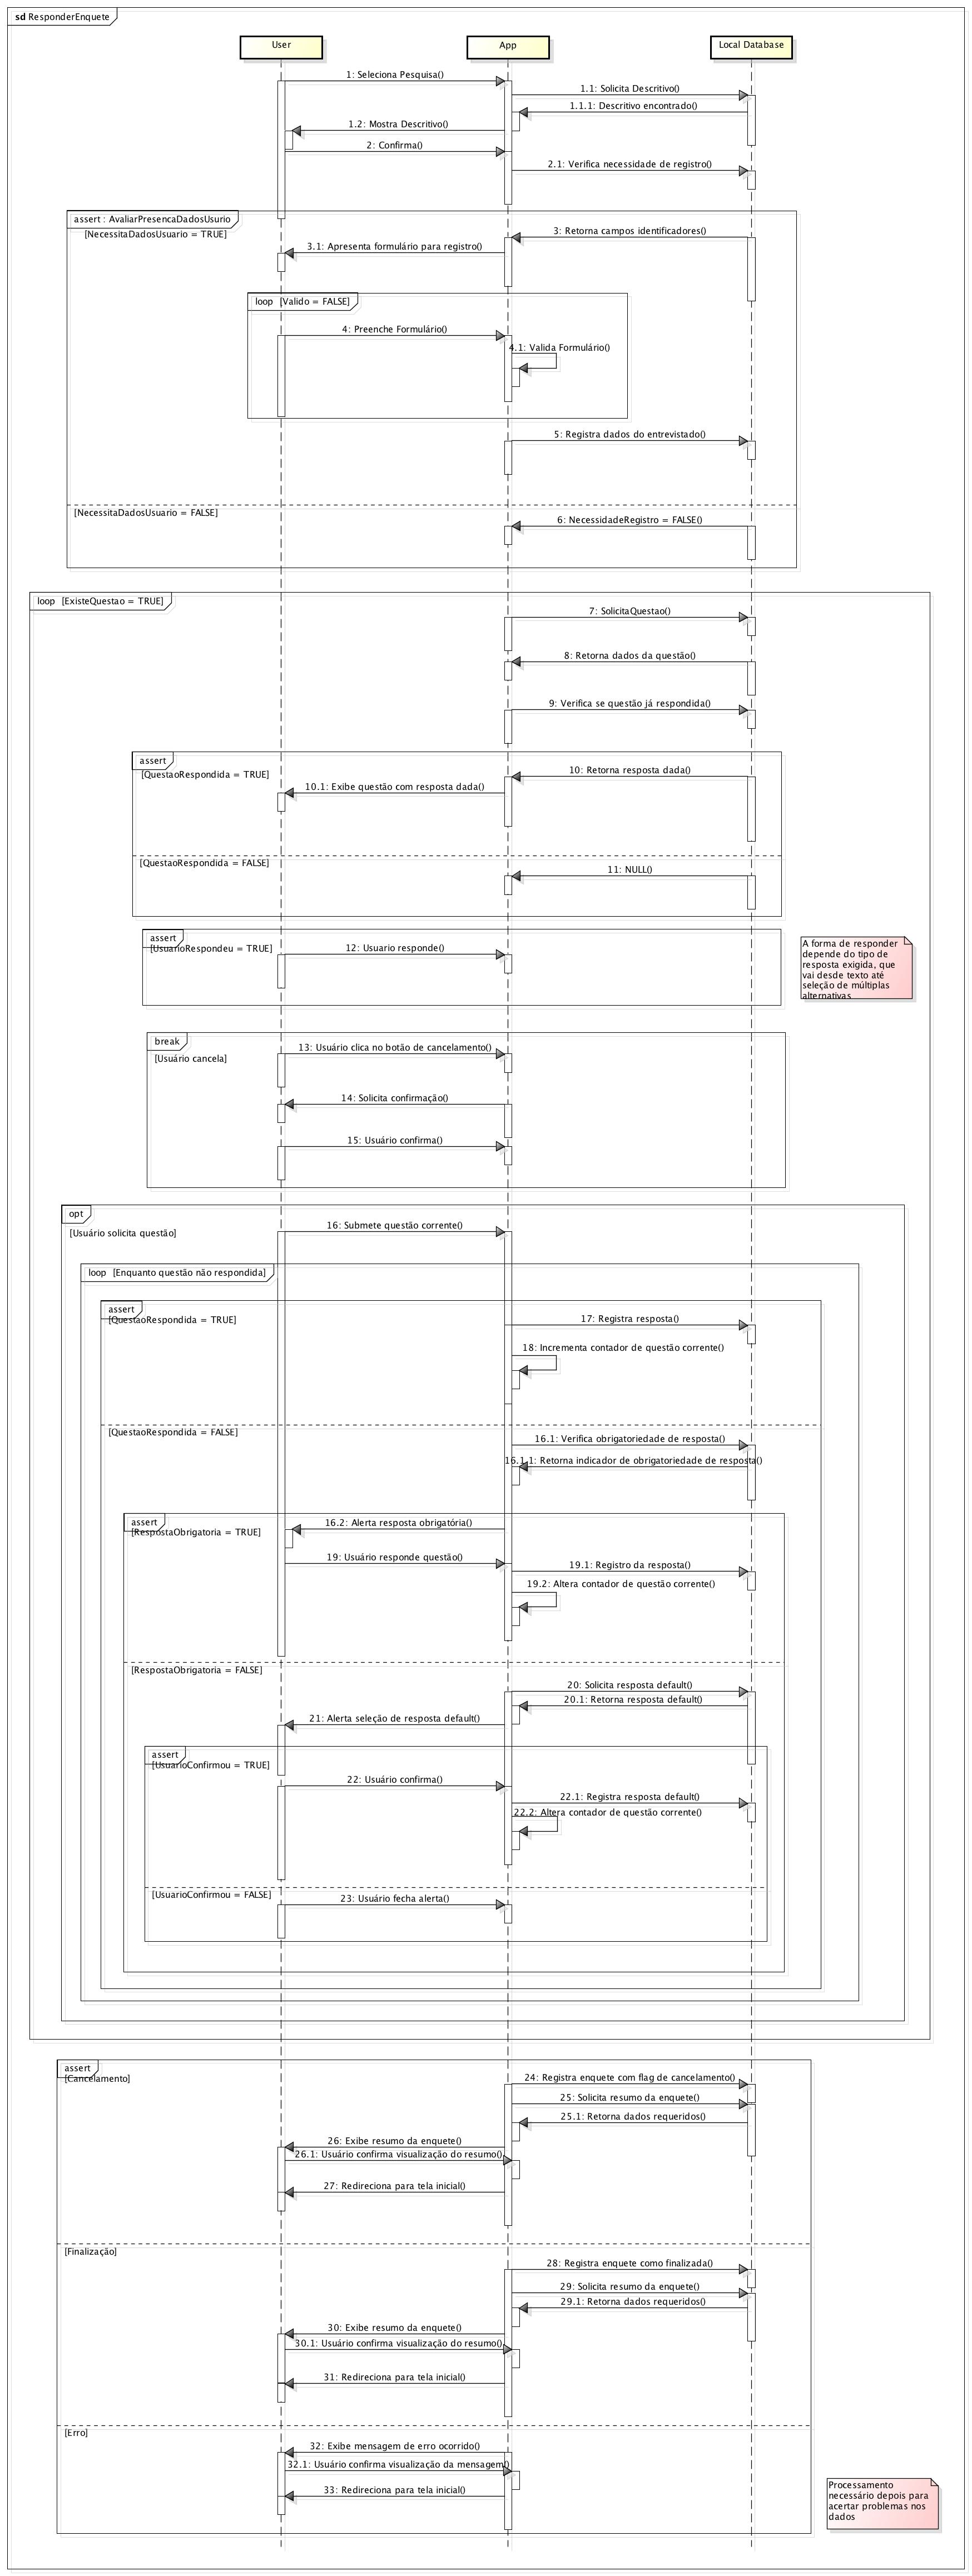 sd ResponderEnquete
User
App
Local Database
1: Seleciona Pesquisa()
1.1: Solicita Descritivo()
1.1.1: Descritivo encontrado()
1.2: Mostra Descritivo()
2: Confirma()
2.1: Verifica necessidade de registro()
assert : AvaliarPresencaDadosUsurio
[NecessitaDadosUsuario = TRUE]
3: Retorna campos identificadores()
3.1: Apresenta formulário para registro()
loop [Valido = FALSE]
4: Preenche Formulário()
4.1: Valida Formulário()
5: Registra dados do entrevistado()
[NecessitaDadosUsuario = FALSE]
6: NecessidadeRegistro = FALSE()
loop [ExisteQuestao = TRUE]
7: SolicitaQuestao()
8: Retorna dados da questão()
9: Verifica se questão já respondida()
assert
[QuestaoRespondida = TRUE]
10: Retorna resposta dada()
10.1: Exibe questão com resposta dada()
[QuestaoRespondida = FALSE]
11: NULL()
assert
[UsuarioRespondeu = TRUE]
12: Usuario responde()
A forma de responder
depende do tipo de
resposta exigida, que
vai desde texto até
seleção de múltiplas
alternativas
break
[Usuário cancela]
13: Usuário clica no botão de cancelamento()
14: Solicita confirmação()
15: Usuário confirma()
opt
[Usuário solicita questão]
16: Submete questão corrente()
loop [Enquanto questão não respondida]
assert
[QuestaoRespondida = TRUE]
17: Registra resposta()
18: Incrementa contador de questão corrente()
[QuestaoRespondida = FALSE]
16.1: Verifica obrigatoriedade de resposta()
16.1.1: Retorna indicador de obrigatoriedade de resposta()
assert
[RespostaObrigatoria = TRUE]
16.2: Alerta resposta obrigatória()
19: Usuário responde questão()
19.1: Registro da resposta()
19.2: Altera contador de questão corrente()
[RespostaObrigatoria = FALSE]
20: Solicita resposta default()
20.1: Retorna resposta default()
21: Alerta seleção de resposta default()
assert
[UsuarioConfirmou = TRUE]
22: Usuário confirma()
22.1: Registra resposta default()
22.2: Altera contador de questão corrente()
[UsuarioConfirmou = FALSE]
23: Usuário fecha alerta()
assert
[Cancelamento]
24: Registra enquete com flag de cancelamento()
25: Solicita resumo da enquete()
25.1: Retorna dados requeridos()
26: Exibe resumo da enquete()
26.1: Usuário confirma visualização do resumo()
27: Redireciona para tela inicial()
[Finalização]
28: Registra enquete como finalizada()
29: Solicita resumo da enquete()
29.1: Retorna dados requeridos()
30: Exibe resumo da enquete()
30.1: Usuário confirma visualização do resumo()
31: Redireciona para tela inicial()
[Erro]
32: Exibe mensagem de erro ocorrido()
32.1: Usuário confirma visualização da mensagem()
33: Redireciona para tela inicial()
Processamento
necessário depois para
acertar problemas nos
dados